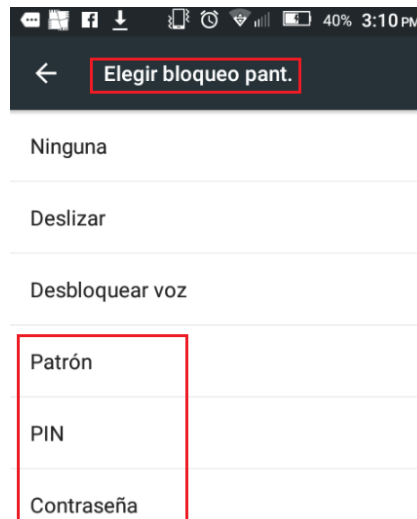 40% 3:10 PM
Elegir bloqueo pant.
Ninguna
Deslizar
Desbloquear voz
Patrón
PIN
Contraseña